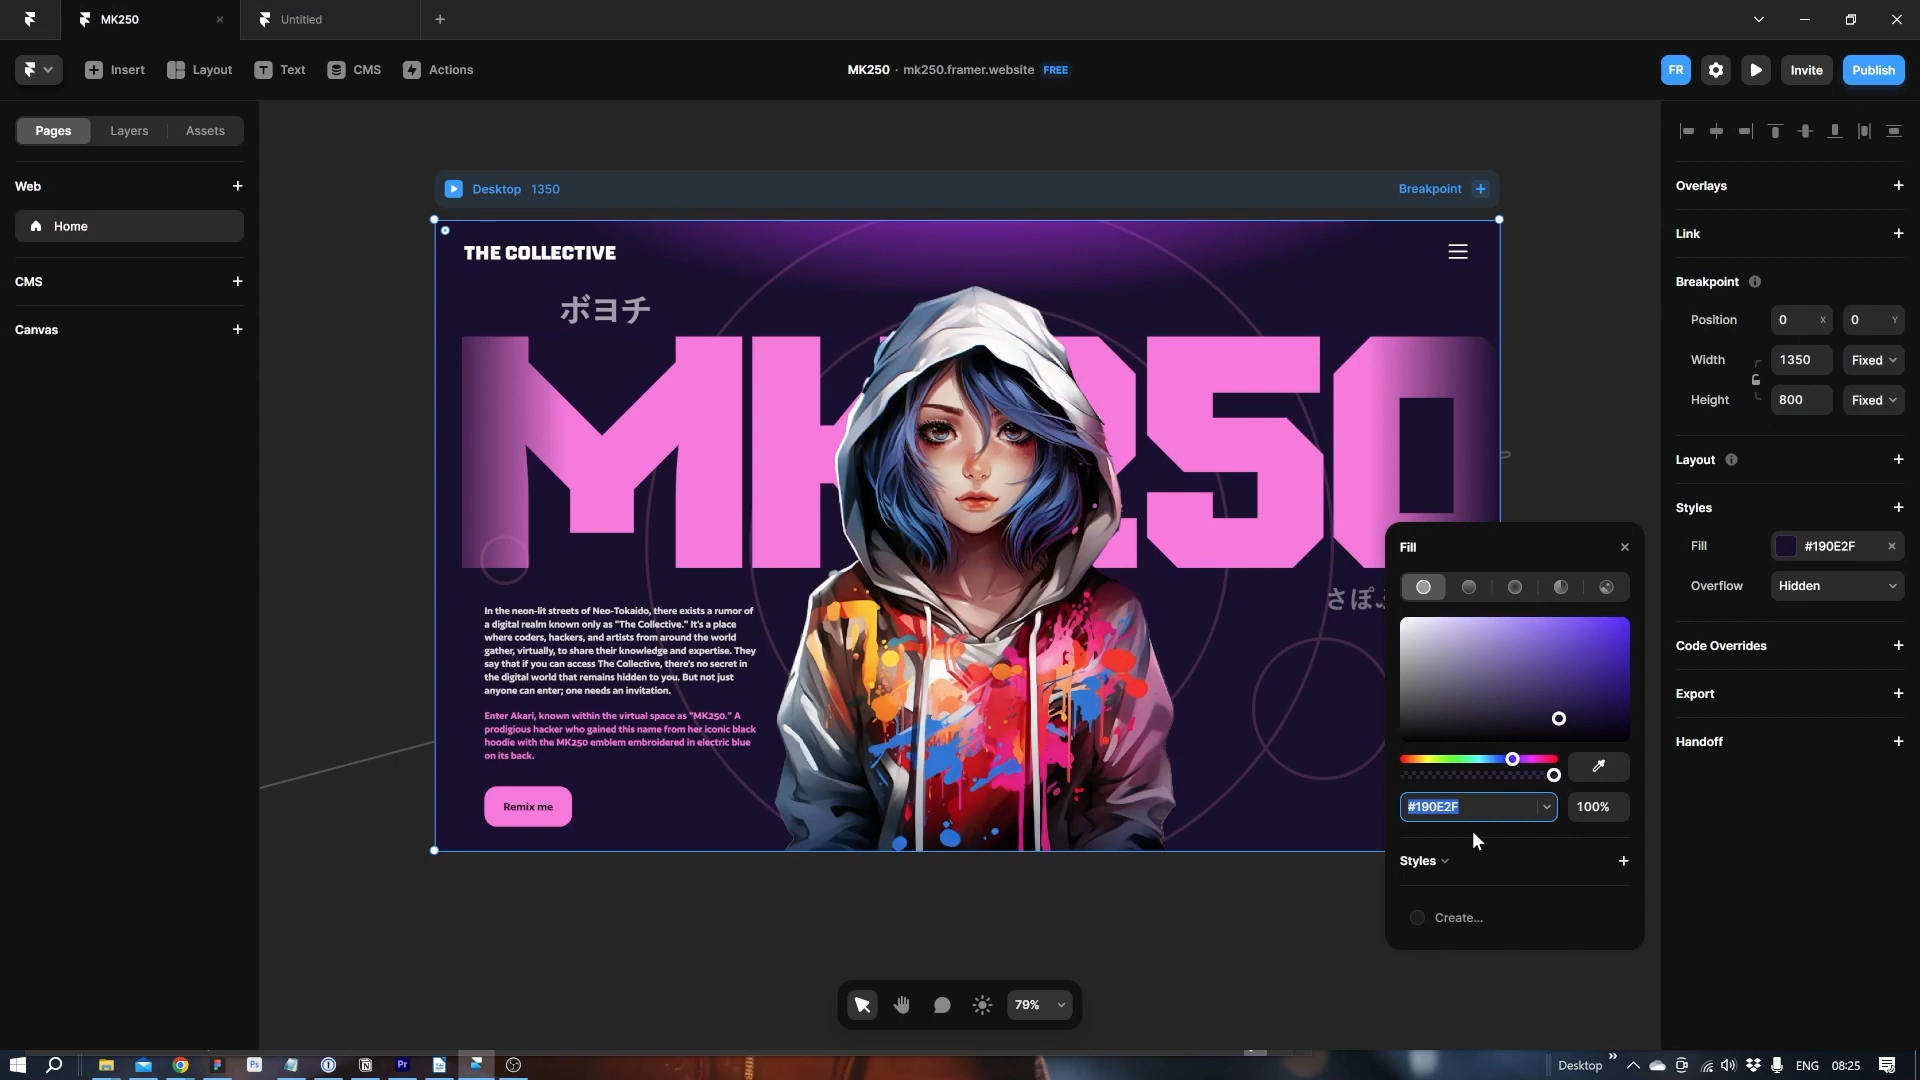 MK250
Untitled
Insert
Layout
Text
CMS
Actions
MK250 · mk250.framer.website FREE
FR
Invite
Publish
Pages
Layers
Assets
Web
Home
CMS
Canvas
Desktop 1350
Breakpoint
THE COLLECTIVE
ボヨチ
MK250
In the neon-lit streets of Neo-Tokaido, there exists a rumor of
a digital realm known only as "The Collective." It's a place
where coders, hackers, and artists from around the world
gather, virtually, to share their knowledge and expertise. They
say that if you can access The Collective, there's no secret in
the digital world that remains hidden to you. But not just
anyone can enter; one needs an invitation.
Enter Akari, known within the virtual space as "MK250." A
prodigious hacker who gained this name from her iconic black
hoodie with the MK250 emblem embroidered in electric blue
on its back.
Remix me
さぽ
Fill
#190E2F
100%
Styles
Create...
79%
Overlays
Link
Breakpoint
Position
0 X
0 Y
Width
1350
Fixed
Height
800
Fixed
Layout
Styles
Fill
#190E2F
Overflow
Hidden
Code Overrides
Export
Handoff
Ps
Pr
Desktop
ENG
08:25